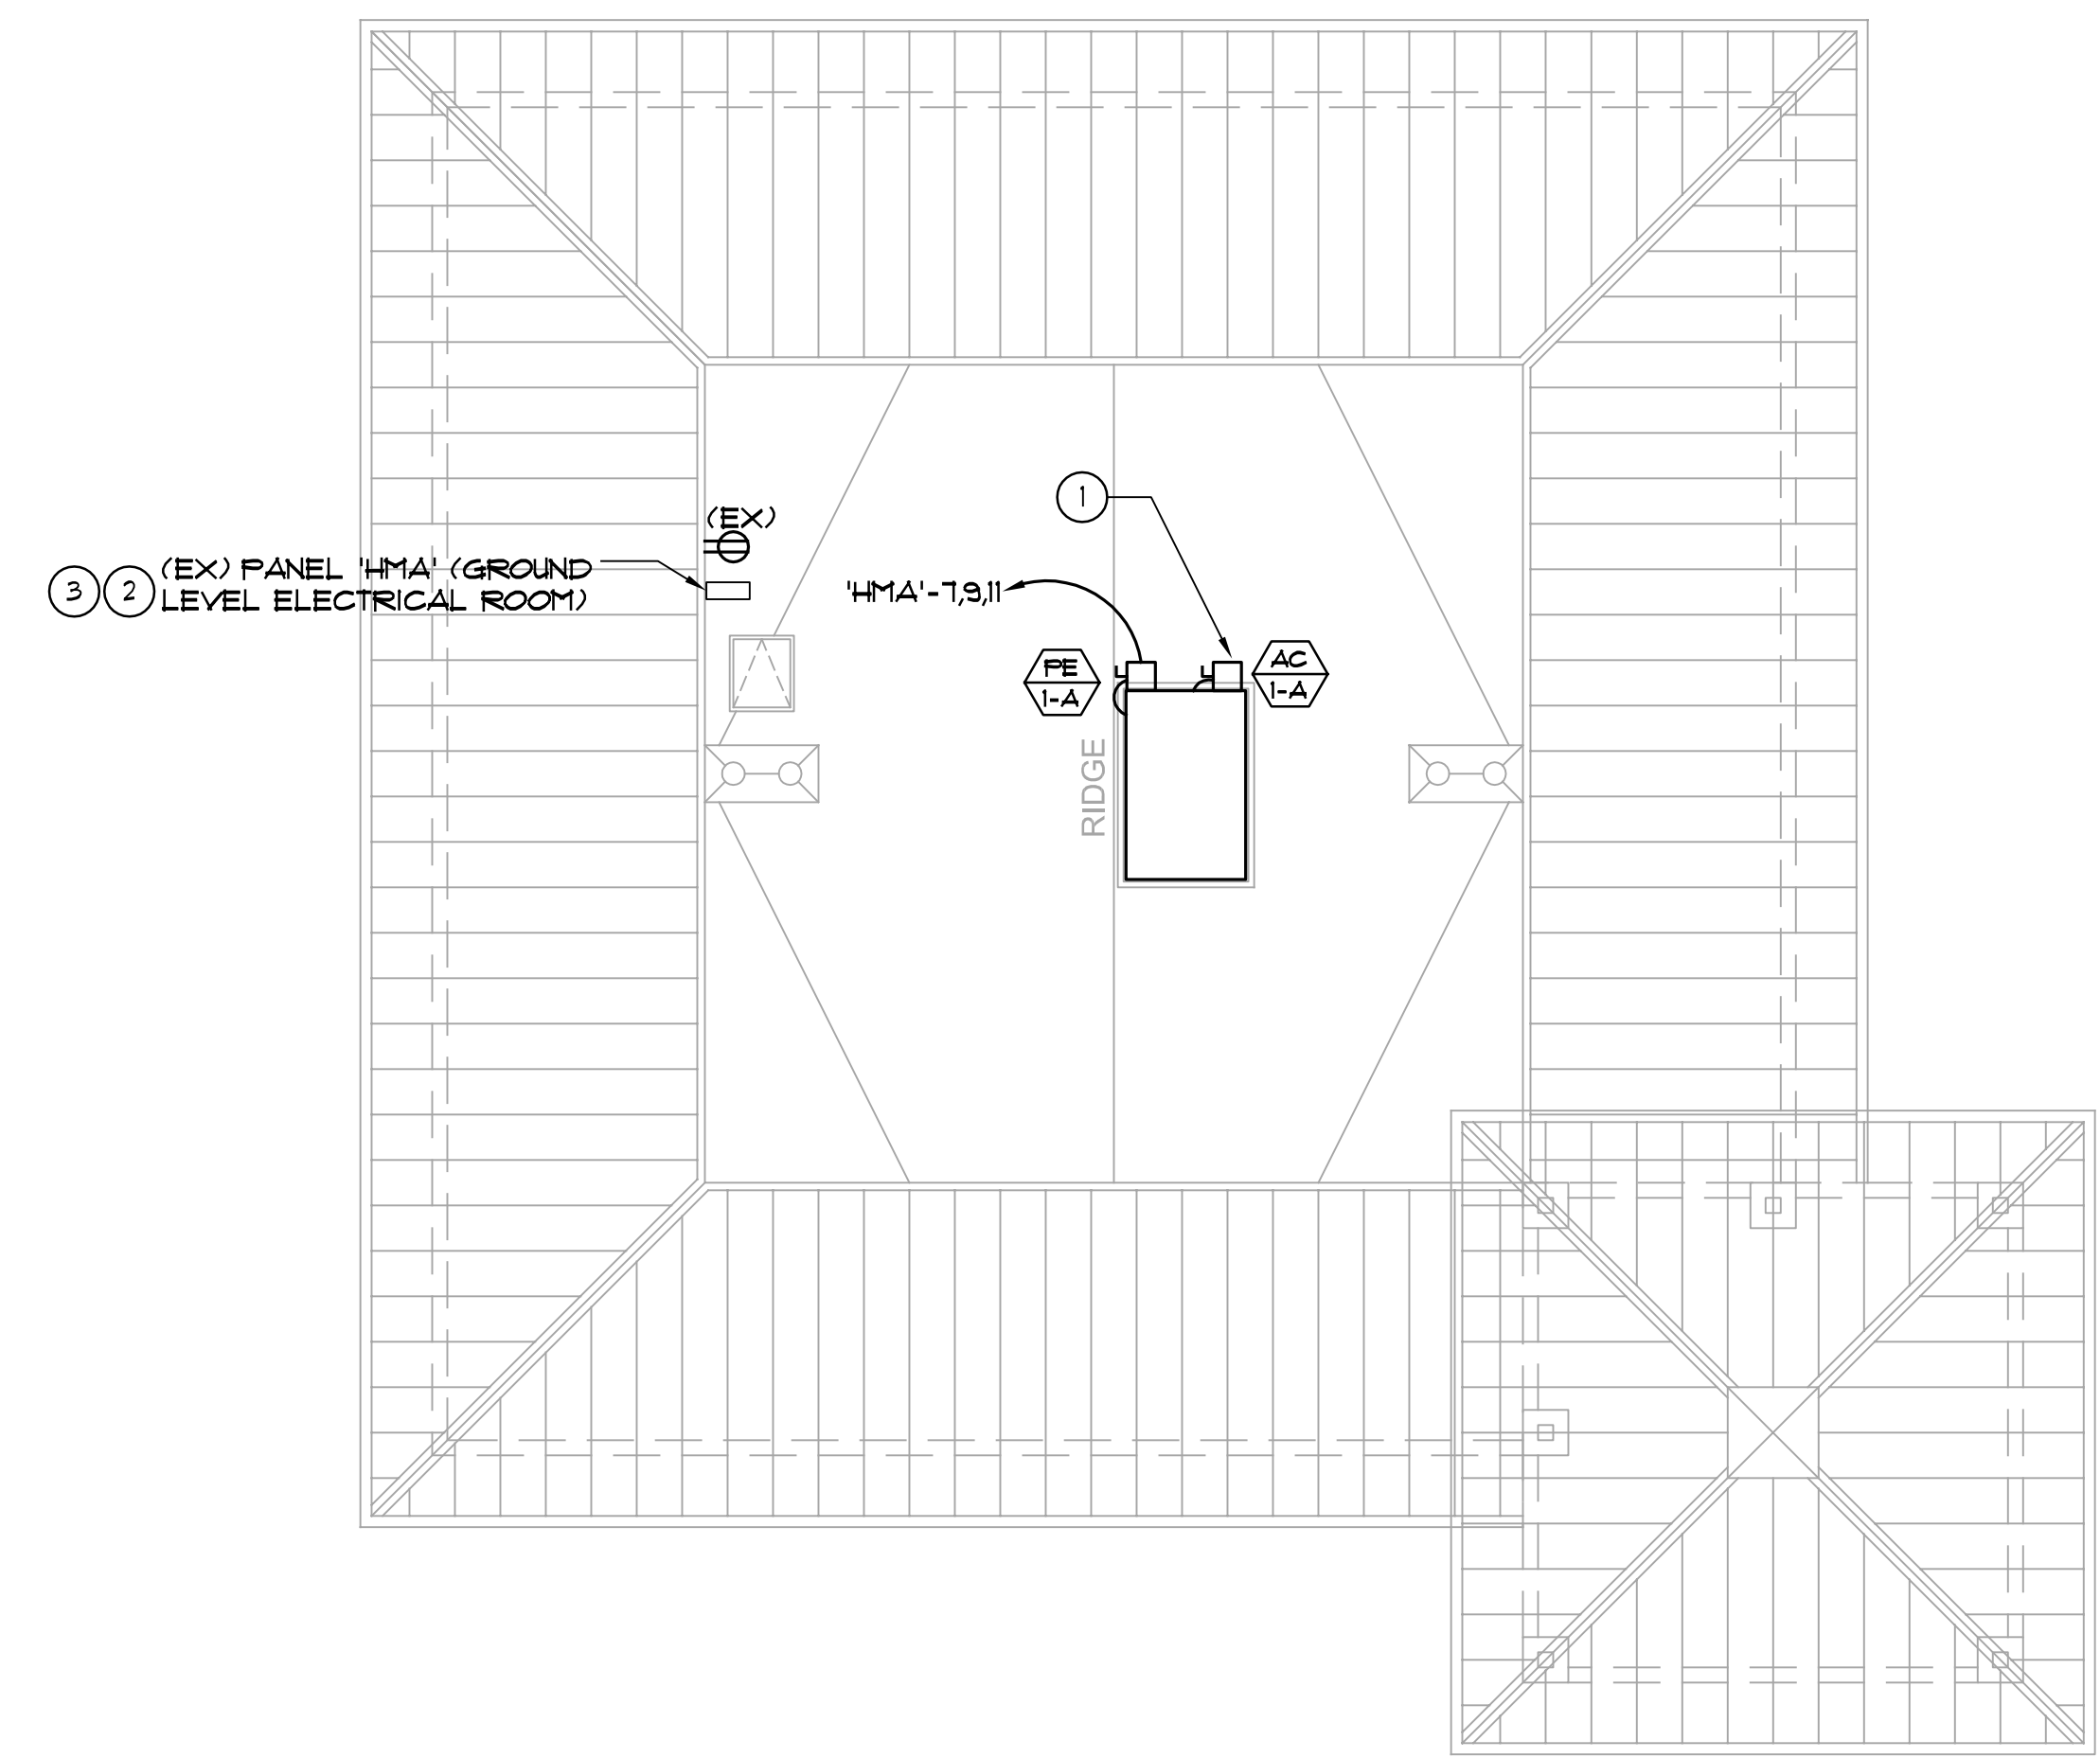 1
(EX)
(EX) PANEL 'HMA' (GROUND
LEVEL ELECTRICAL ROOM)
3 2
'HMA'-7,9,11
PE
1-A
AC
1-A
RIDGE